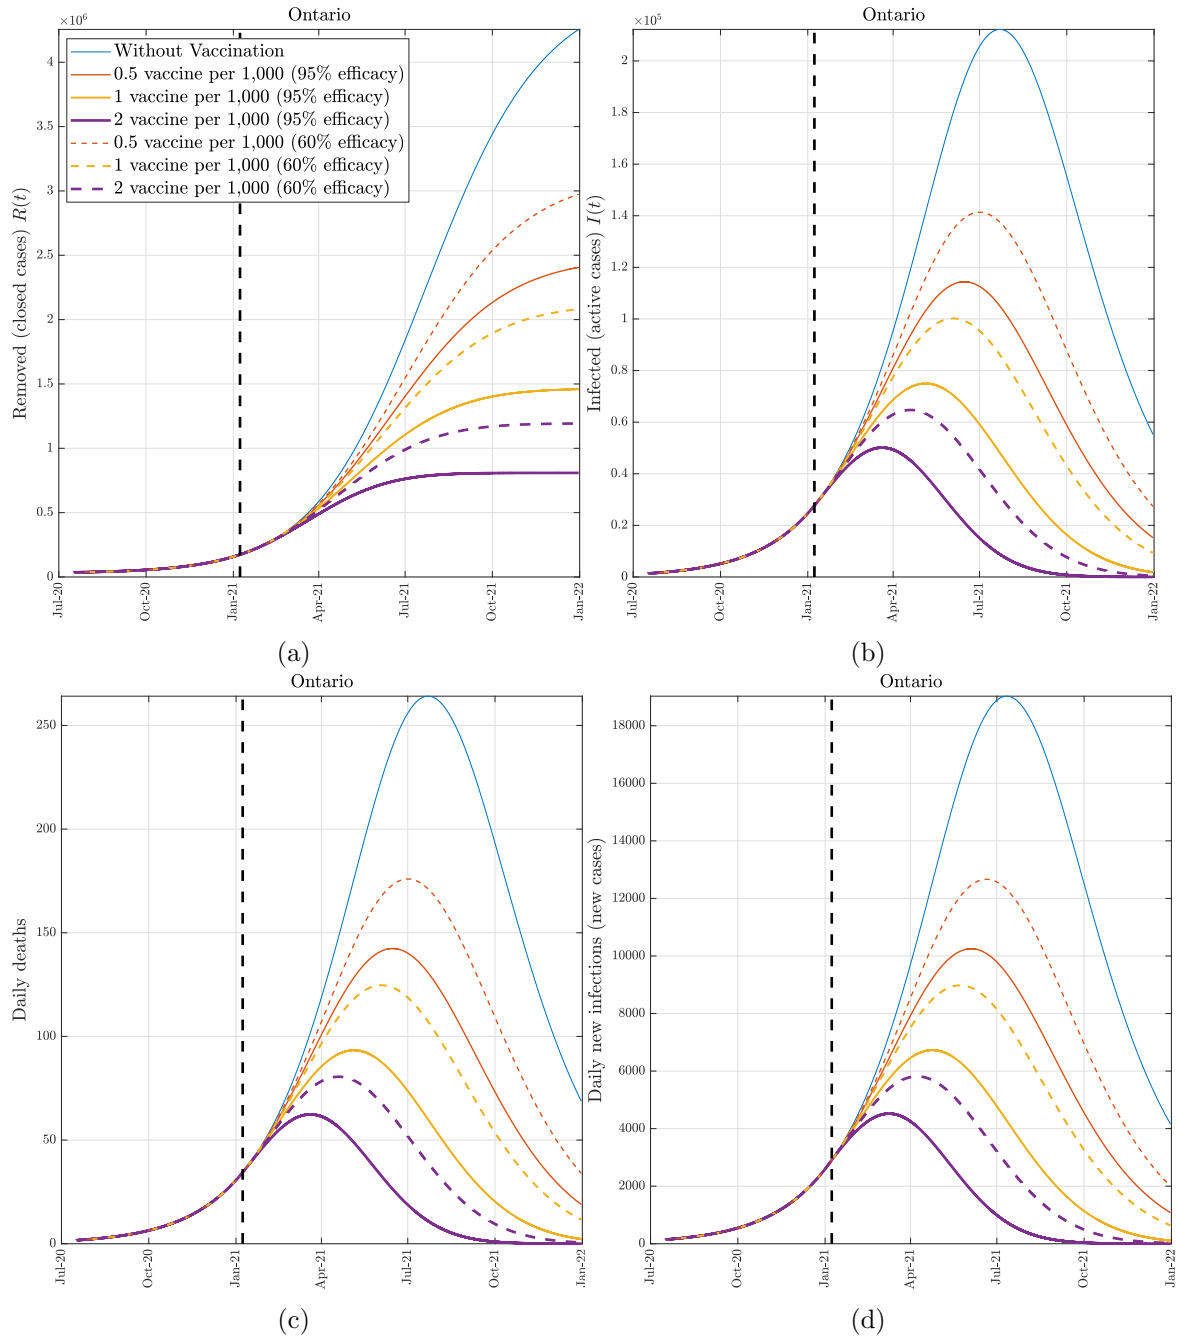 Ontario
×10⁶
Without Vaccination
0.5 vaccine per 1,000 (95% efficacy)
1 vaccine per 1,000 (95% efficacy)
2 vaccine per 1,000 (95% efficacy)
0.5 vaccine per 1,000 (60% efficacy)
1 vaccine per 1,000 (60% efficacy)
2 vaccine per 1,000 (60% efficacy)
Removed (closed cases) R(t)
4
3.5
3
2.5
2
1.5
1
0.5
0
Jul-20
Oct-20
Jan-21
Apr-21
Jul-21
Oct-21
Jan-22
(a)
Ontario
×10⁵
Infected (active cases) I(t)
2
1.8
1.6
1.4
1.2
1
0.8
0.6
0.4
0.2
0
Jul-20
Oct-20
Jan-21
Apr-21
Jul-21
Oct-21
Jan-22
(b)
Ontario
Daily deaths
250
200
150
100
50
0
Jul-20
Oct-20
Jan-21
Apr-21
Jul-21
Oct-21
Jan-22
(c)
Ontario
Daily new infections (new cases)
18000
16000
14000
12000
10000
8000
6000
4000
2000
0
Jul-20
Oct-20
Jan-21
Apr-21
Jul-21
Oct-21
Jan-22
(d)